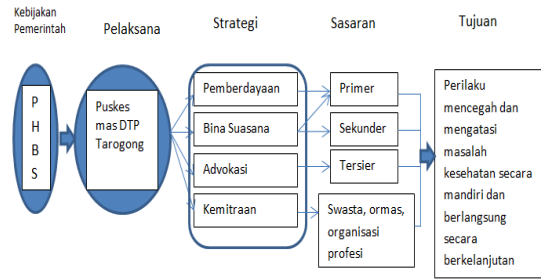 Kebijakan
Pemerintah
Pelaksana
Strategi
Sasaran
Tujuan
P
H
B
S
Puskes
mas DTP
Tarogong
Pemberdayaan
Bina Suasana
Advokasi
Kemitraan
Primer
Sekunder
Tersier
Swasta, ormas,
organisasi
profesi
Perilaku
mencegah dan
mengatasi
masalah
kesehatan secara
mandiri dan
berlangsung
secara
berkelanjutan